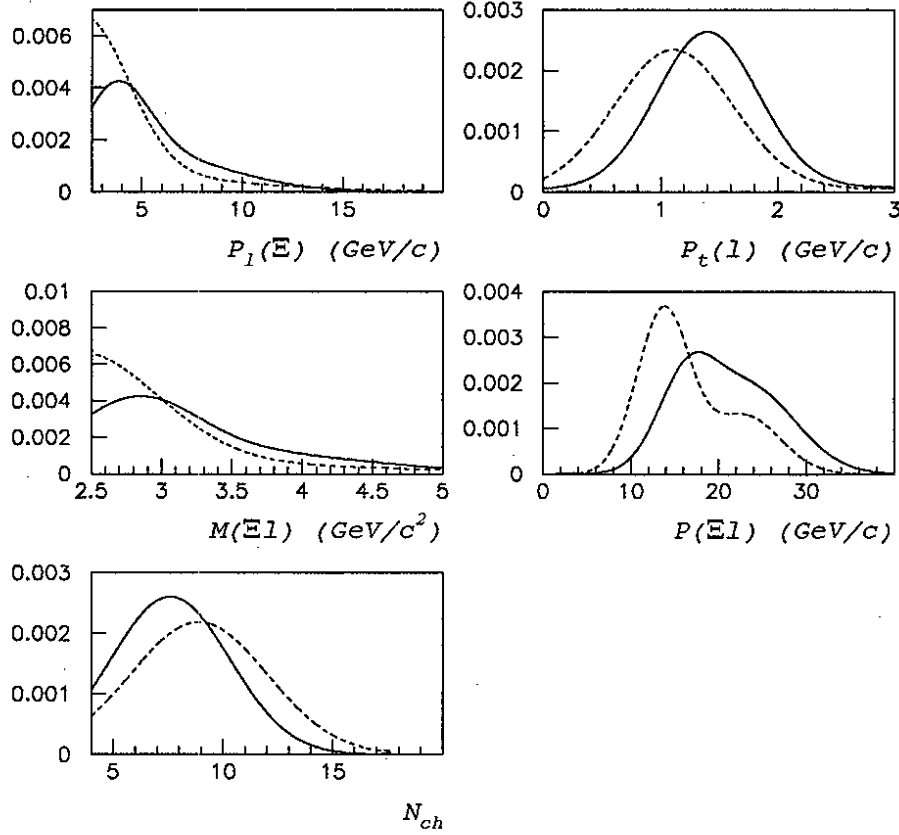 0.006
0.004
0.002
0
5 10 15
P_l(Ξ) (GeV/c)
0.003
0.002
0.001
0
0 1 2 3
P_t(l) (GeV/c)
0.01
0.008
0.006
0.004
0.002
0
2.5 3 3.5 4 4.5 5
M(Ξl) (GeV/c²)
0.004
0.003
0.002
0.001
0
0 10 20 30
P(Ξl) (GeV/c)
0.003
0.002
0.001
0
5 10 15
N_ch